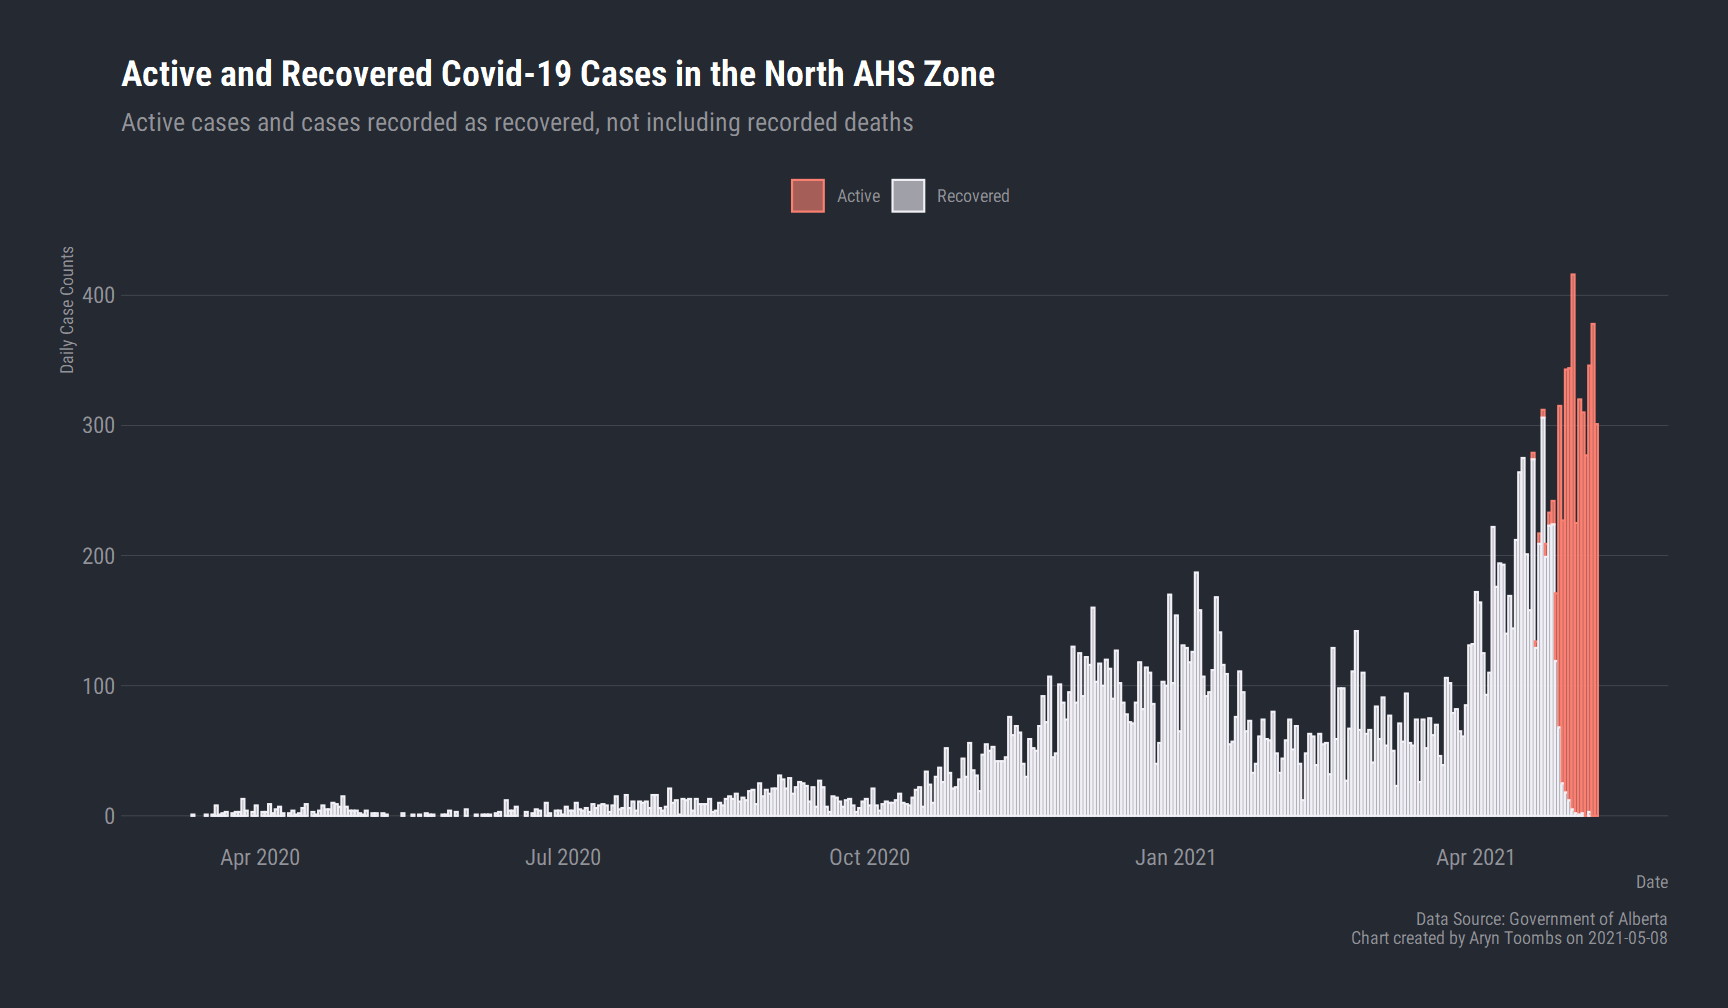 Active and Recovered Covid-19 Cases in the North AHS Zone
Active cases and cases recorded as recovered, not including recorded deaths
Active
Recovered
Daily Case Counts
400
300
200
100
0
Apr 2020
Jul 2020
Oct 2020
Jan 2021
Apr 2021
Date
Data Source: Government of Alberta
Chart created by Aryn Toombs on 2021-05-08